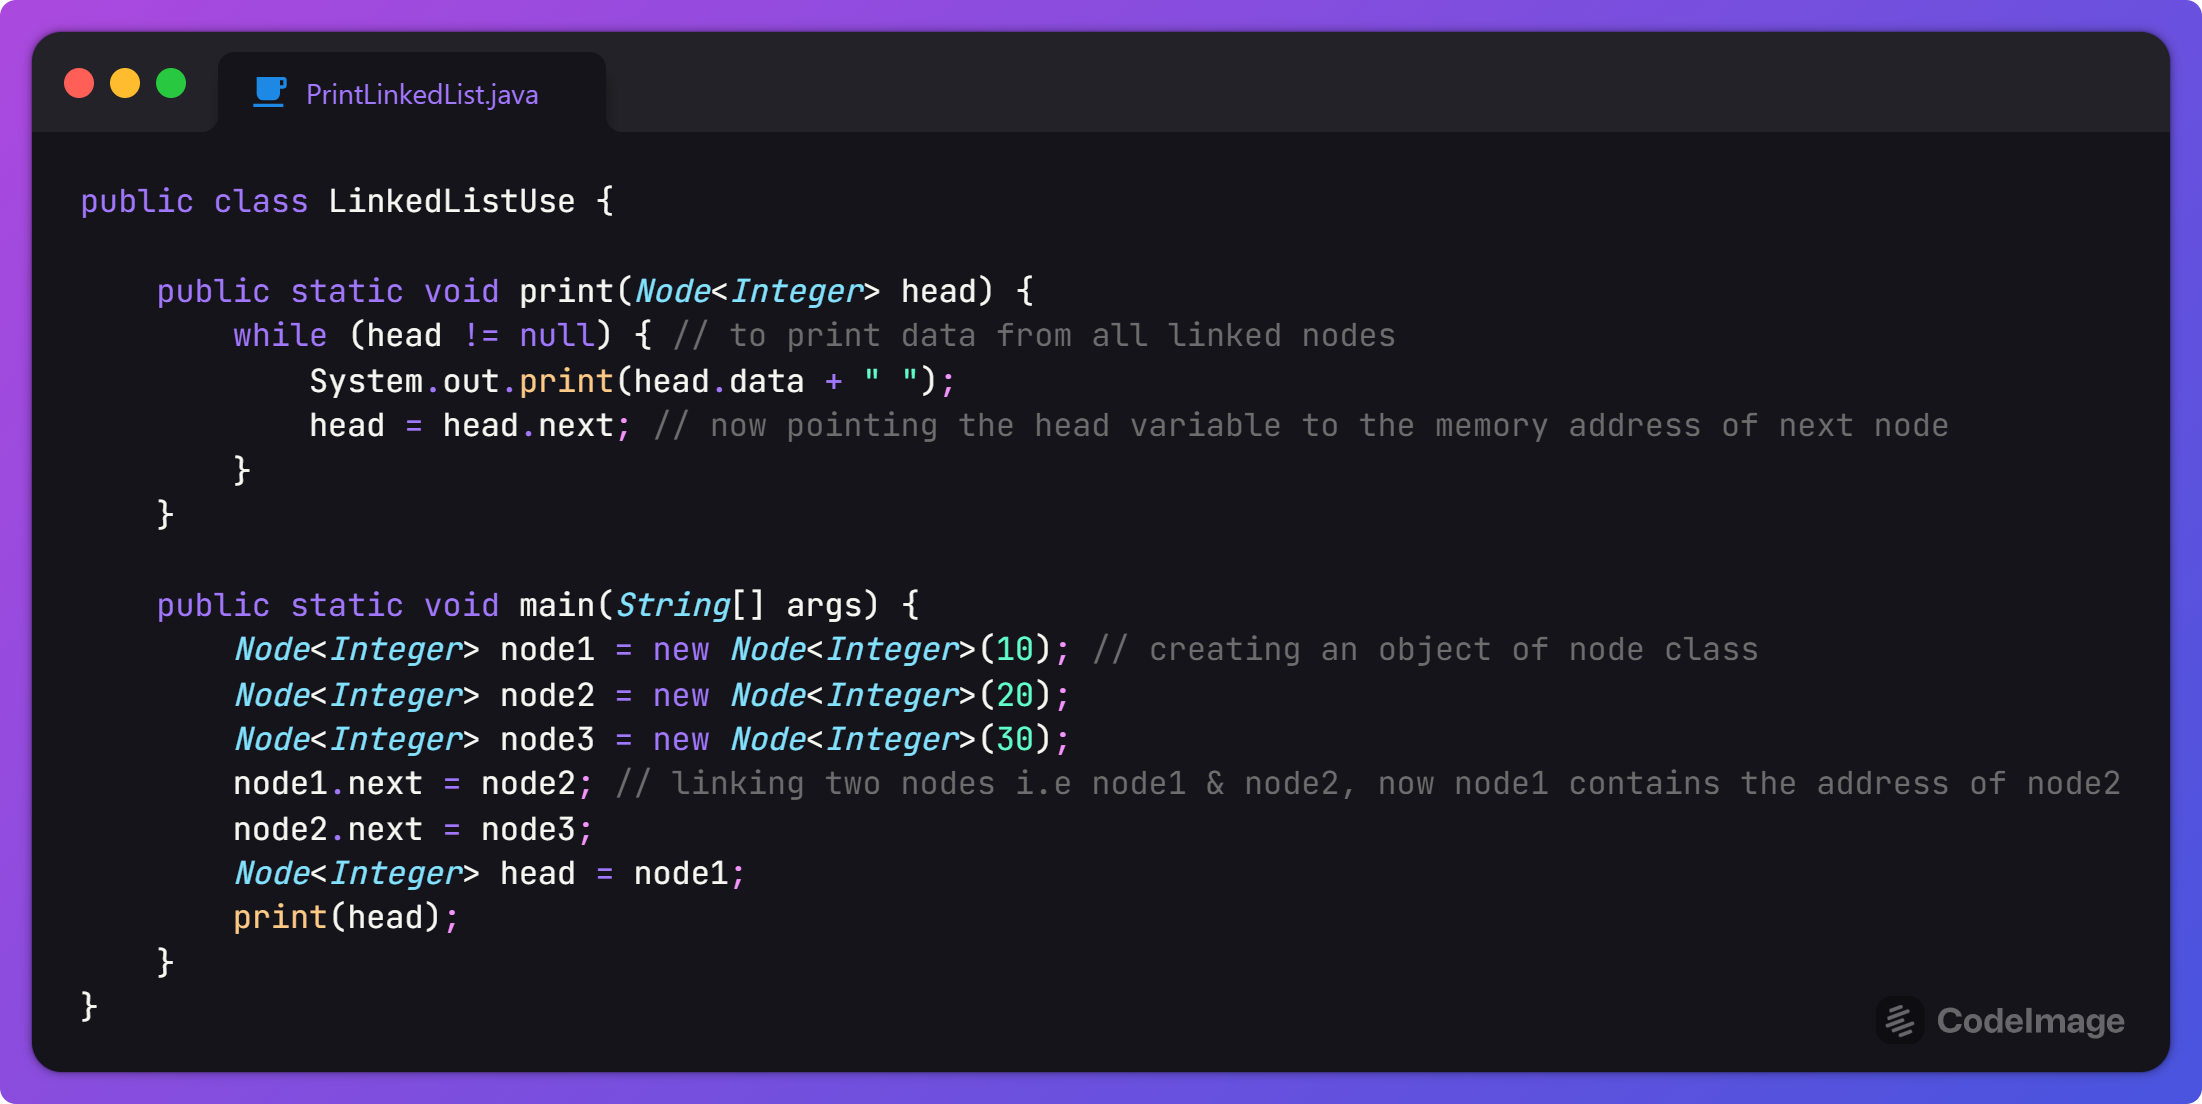 PrintLinkedList.java
public class LinkedListUse {
    public static void print(Node<Integer> head) {
        while (head != null) { // to print data from all linked nodes
            System.out.print(head.data + " ");
            head = head.next; // now pointing the head variable to the memory address of next node
        }
    }
    public static void main(String[] args) {
        Node<Integer> node1 = new Node<Integer>(10); // creating an object of node class
        Node<Integer> node2 = new Node<Integer>(20);
        Node<Integer> node3 = new Node<Integer>(30);
        node1.next = node2; // linking two nodes i.e node1 & node2, now node1 contains the address of node2
        node2.next = node3;
        Node<Integer> head = node1;
        print(head);
    }
}
CodeImage